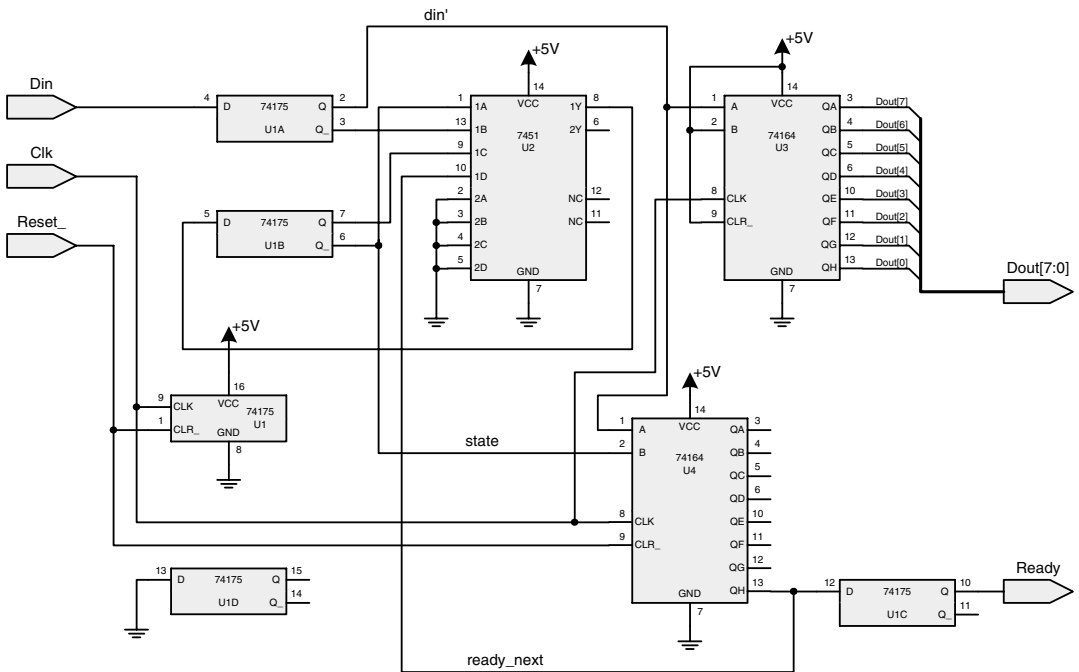 din'
+5V
+5V
Din
4 D 74175 Q 2
U1A Q_ 3
14
VCC
1 1A 1Y 8
13 1B 2Y 6
7451
U2
9 1C
10 1D
2 2A NC 12
3 2B NC 11
4 2C
5 2D
GND
7
14
VCC
1 A QA 3 Dout[7]
2 B QB 4 Dout[6]
74164
U3
QC 5 Dout[5]
QD 6 Dout[4]
8 CLK QE 10 Dout[3]
9 CLR_ QF 11 Dout[2]
QG 12 Dout[1]
QH 13 Dout[0]
GND
7
Dout[7:0]
Clk
Reset_
5 D 74175 Q 7
U1B Q_ 6
+5V
16
9 CLK VCC 74175
1 CLR_ GND U1
8
state
+5V
14
VCC
1 A QA 3
2 B QB 4
74164
U4
QC 5
QD 6
8 CLK QE 10
9 CLR_ QF 11
QG 12
QH 13
GND
7
13 D 74175 Q 15
U1D Q_ 14
12 D 74175 Q 10
U1C Q_ 11
Ready
ready_next